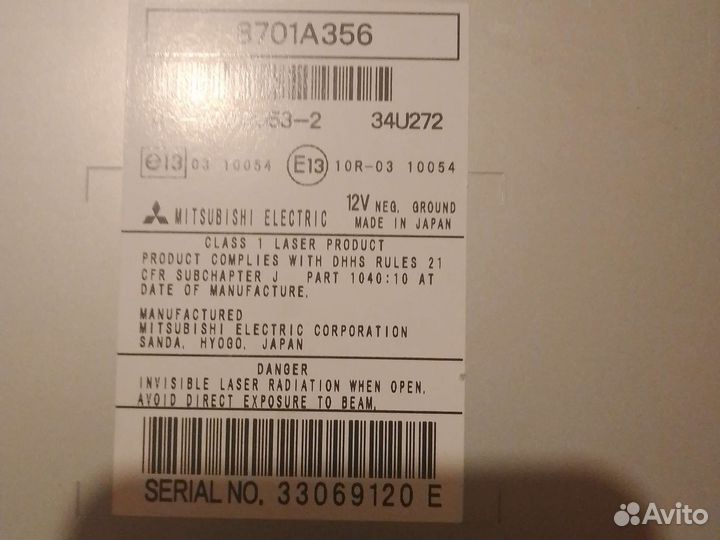 8701A356
53-2 34U272
e13 03 10054 E13 10R-03 10054
MITSUBISHI ELECTRIC 12V NEG. GROUND
MADE IN JAPAN
CLASS 1 LASER PRODUCT
PRODUCT COMPLIES WITH DHHS RULES 21
CFR SUBCHAPTER J PART 1040:10 AT
DATE OF MANUFACTURE.
MANUFACTURED
MITSUBISHI ELECTRIC CORPORATION
SANDA, HYOGO, JAPAN
DANGER
INVISIBLE LASER RADIATION WHEN OPEN.
AVOID DIRECT EXPOSURE TO BEAM.
SERIAL NO. 33069120 E
Avito